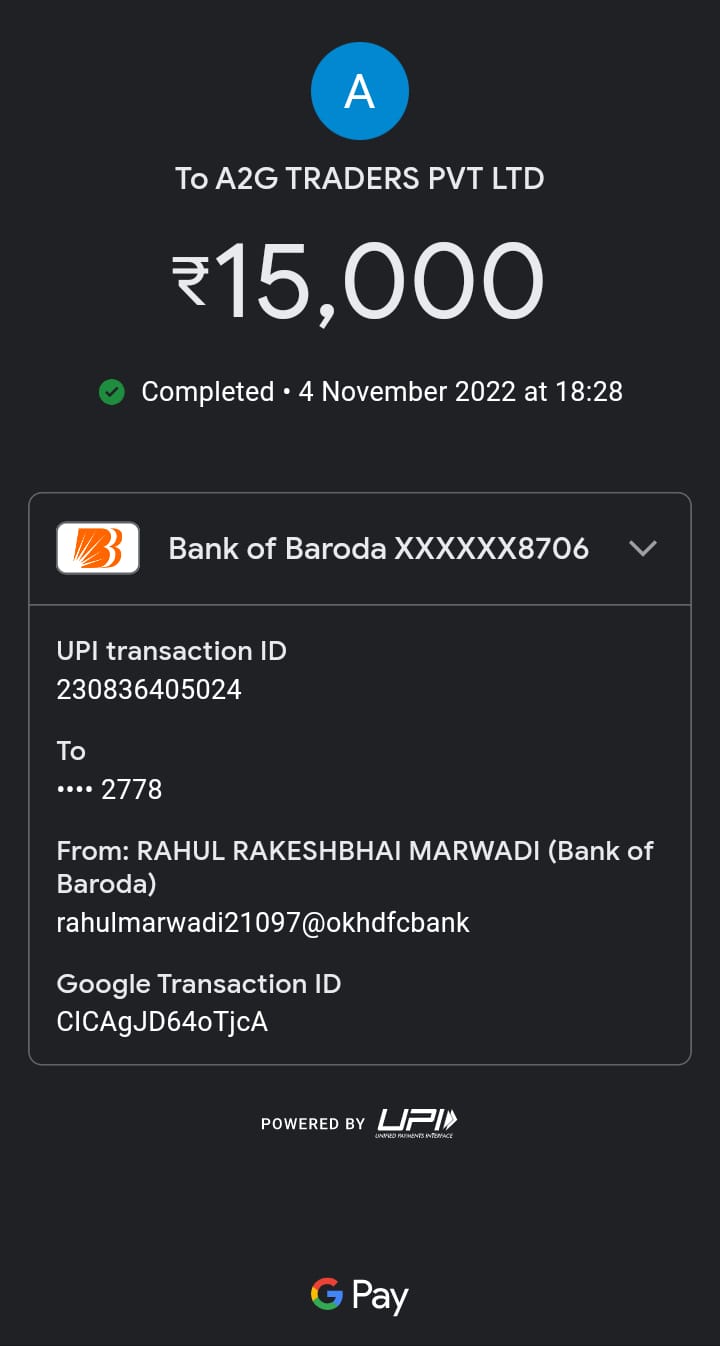 A
To A2G TRADERS PVT LTD
₹15,000
Completed • 4 November 2022 at 18:28
Bank of Baroda XXXXXX8706
UPI transaction ID
230836405024
To
•••• 2778
From: RAHUL RAKESHBHAI MARWADI (Bank of
Baroda)
rahulmarwadi21097@okhdfcbank
Google Transaction ID
CICAgJD64oTjcA
POWERED BY UPI
UNIFIED PAYMENTS INTERFACE
G Pay